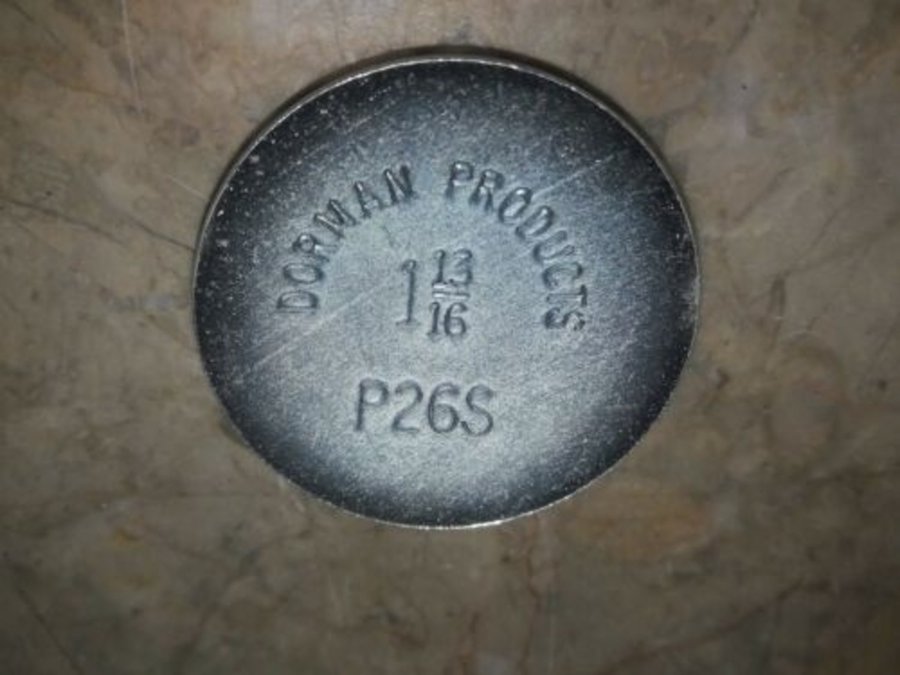 DORMAN PRODUCTS
1 13/16
P26S